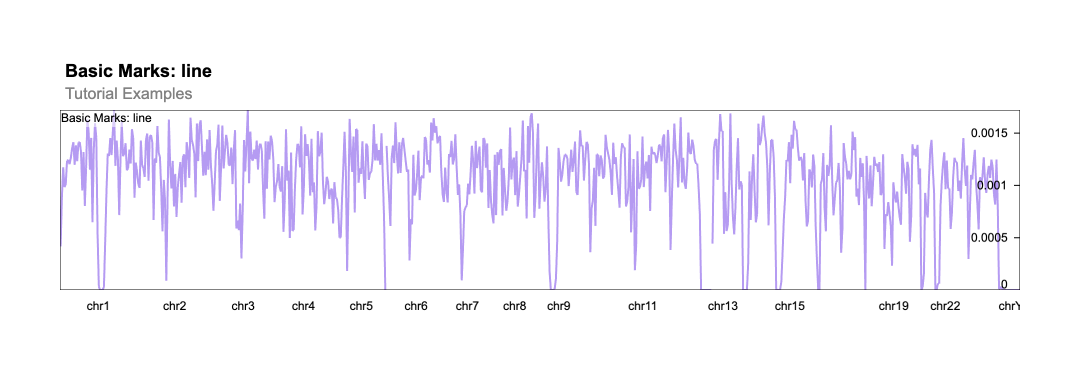 Basic Marks: line
Tutorial Examples
Basic Marks: line
0.0015
0.001
0.0005
0
chr1 chr2 chr3 chr4 chr5 chr6 chr7 chr8 chr9 chr11 chr13 chr15 chr19 chr22 chrY